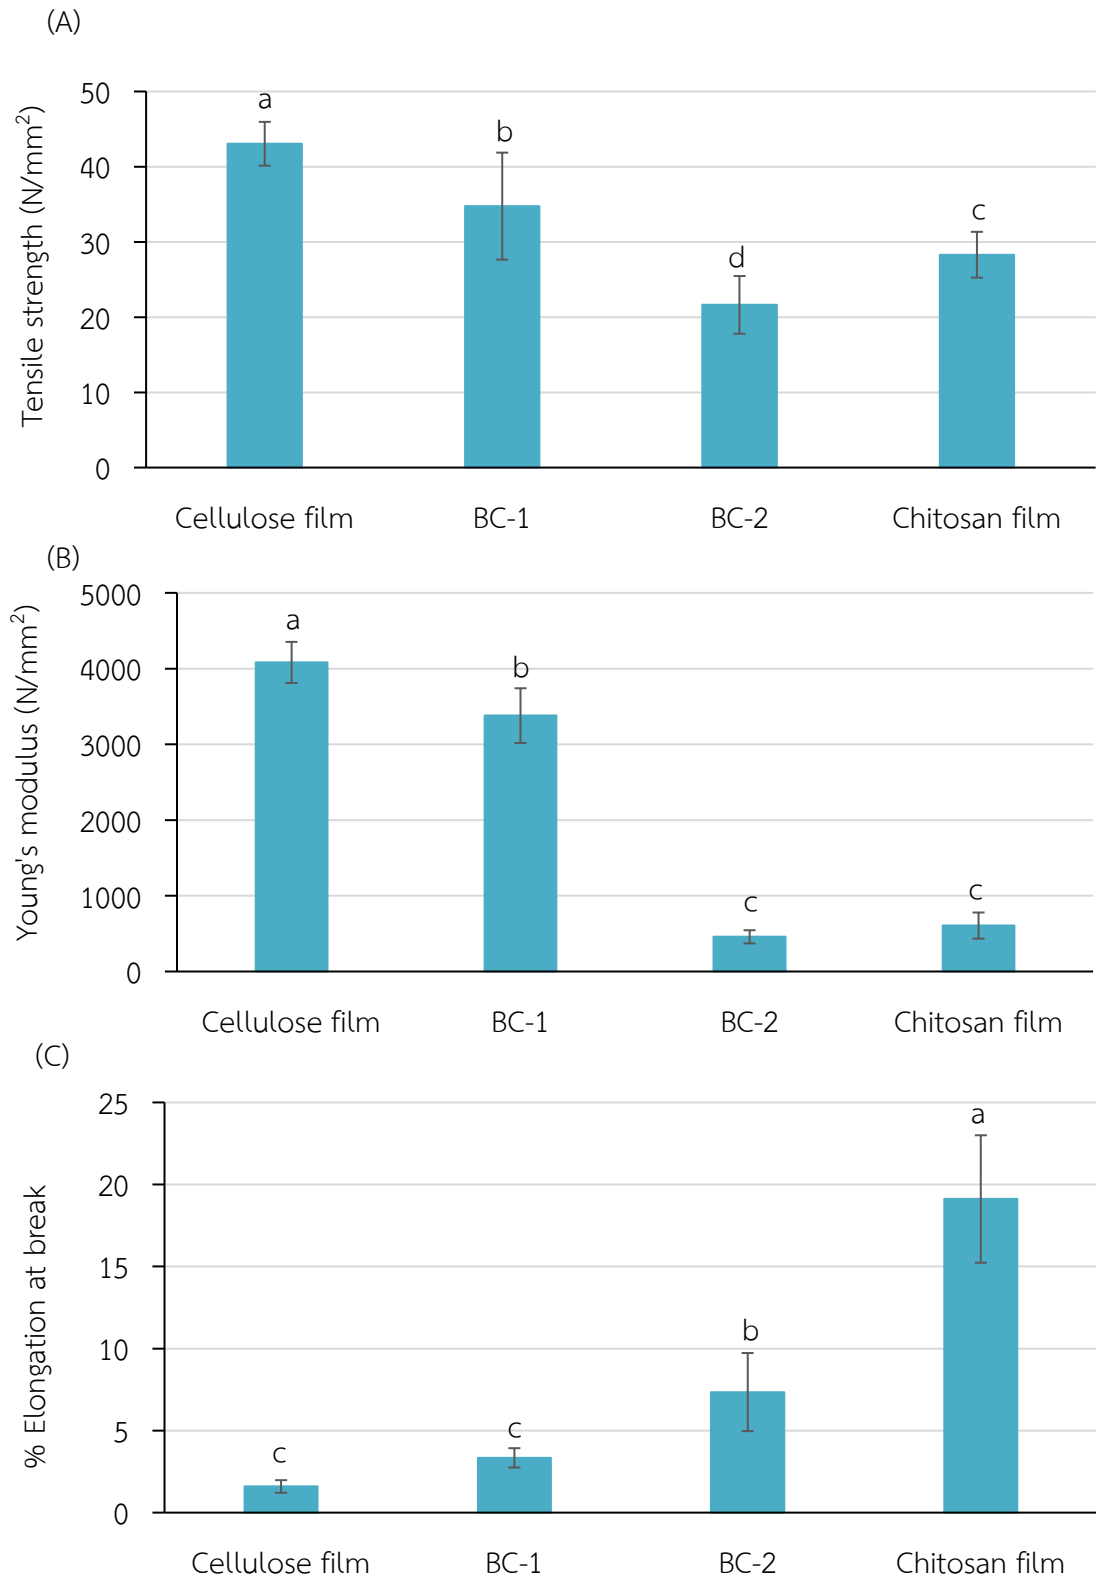 (A)
Tensile strength (N/mm²)
50
40
30
20
10
0
a
b
d
c
Cellulose film BC-1 BC-2 Chitosan film
(B)
Young's modulus (N/mm²)
5000
4000
3000
2000
1000
0
a
b
c
c
Cellulose film BC-1 BC-2 Chitosan film
(C)
% Elongation at break
25
20
15
10
5
0
c
c
b
a
Cellulose film BC-1 BC-2 Chitosan film